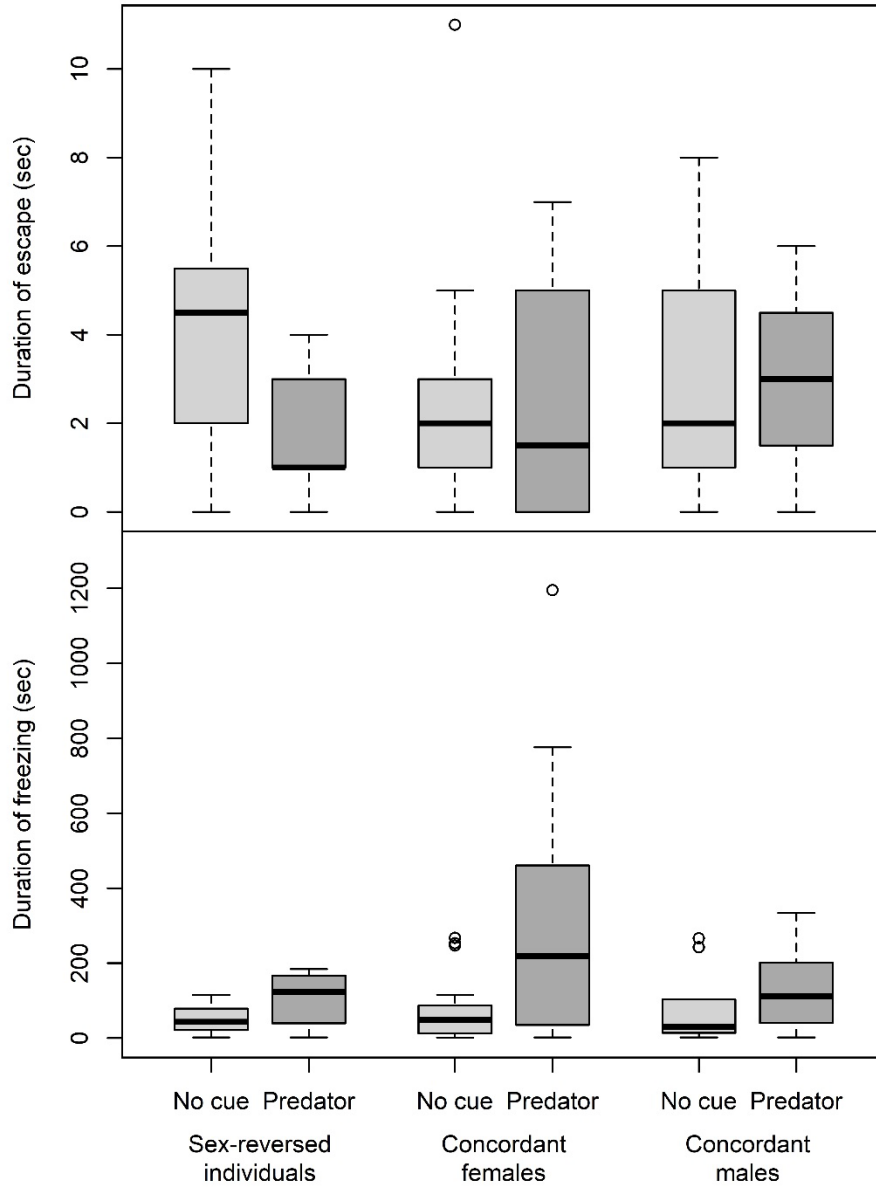 Duration of escape (sec)
10
8
6
4
2
0
Duration of freezing (sec)
1200
1000
800
600
400
200
0
No cue Predator No cue Predator No cue Predator
Sex-reversed individuals
Concordant females
Concordant males